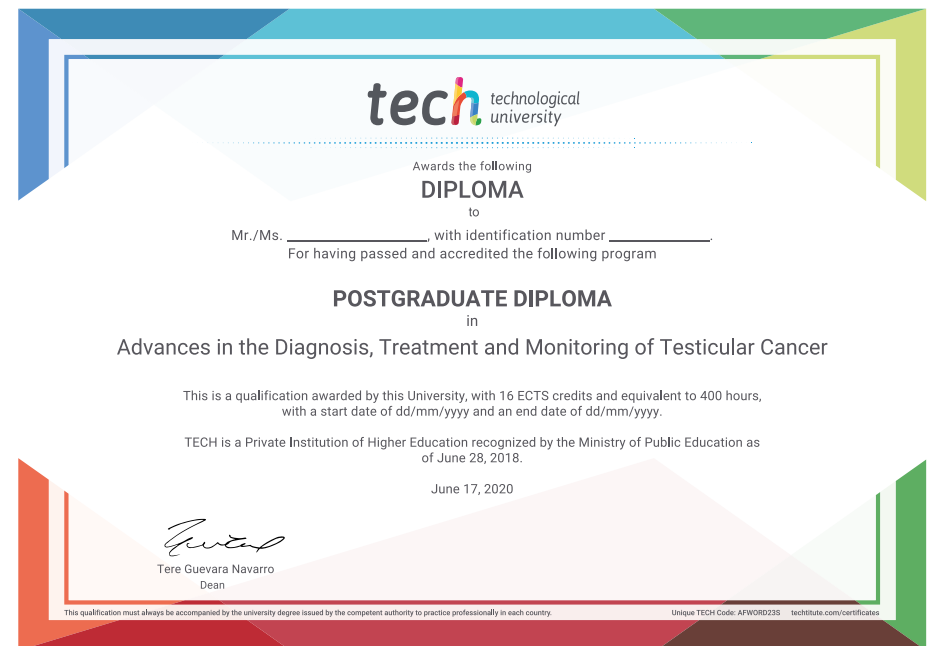 tech technological
university
Awards the following
DIPLOMA
to
Mr./Ms. ____________________, with identification number ______________.
For having passed and accredited the following program
POSTGRADUATE DIPLOMA
in
Advances in the Diagnosis, Treatment and Monitoring of Testicular Cancer
This is a qualification awarded by this University, with 16 ECTS credits and equivalent to 400 hours,
with a start date of dd/mm/yyyy and an end date of dd/mm/yyyy.
TECH is a Private Institution of Higher Education recognized by the Ministry of Public Education as
of June 28, 2018.
June 17, 2020
Tere Guevara Navarro
Dean
This qualification must always be accompanied by the university degree issued by the competent authority to practice professionally in each country. Unique TECH Code: AFWORD23S techtitute.com/certificates